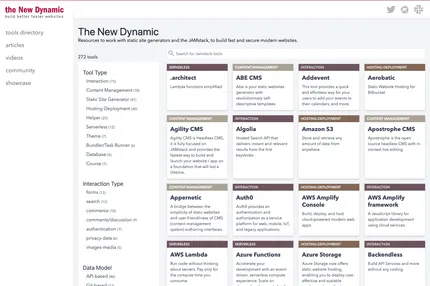 the New Dynamic
build better faster websites
tools directory
articles
videos
community
showcase
The New Dynamic
Resources to work with static site generators and the JAMstack, to build fast and secure modern websites.
272 tools
Search for Jamstack tools
Tool Type
Interaction (75)
Content Management (59)
Static Site Generator (41)
Hosting-Deployment (40)
Helper (25)
Serverless (12)
Theme (7)
Bundler/Task Runner (5)
Database (5)
Course (1)
Interaction Type
forms (13)
search (10)
commerce (10)
comments/discussion (9)
authentication (7)
privacy-data (6)
images-media (5)
Data Model
API-based (46)
SERVERLESS
.architect
Lambda functions simplified
CONTENT-MANAGEMENT
ABE CMS
Abe is your static websites generator with revolutionary self-descriptive templates
INTERACTION
Addevent
This tool provides a quick and effortless way for your users to add your events to their calendars, and more.
HOSTING-DEPLOYMENT
Aerobatic
Static Website Hosting for Bitbucket
CONTENT-MANAGEMENT
Agility CMS
Agility CMS is Headless CMS, it is fully focused on JAMstack and provides the fastest way to build and launch your website / app on a foundation that will last a lifetime.
INTERACTION
Algolia
Hosted Search API that delivers instant and relevant results from the first keystroke
HOSTING-DEPLOYMENT
Amazon S3
Store and retrieve any amount of data from anywhere
CONTENT-MANAGEMENT
Apostrophe CMS
Apostrophe is the open source headless CMS with in context editing.
CONTENT-MANAGEMENT
Appernetic
A bridge between the simplicity of static websites and user-friendliness of CMS (content management system) authoring interfaces.
INTERACTION
Auth0
Auth0 provides authentication and authorization as a service platform for web, mobile, IoT, and legacy applications.
HOSTING-DEPLOYMENT
AWS Amplify Console
Build, deploy, and host cloud-powered modern web apps
INTERACTION
AWS Amplify framework
A JavaScript library for application development using cloud services
SERVERLESS
AWS Lambda
Run code without thinking about servers. Pay only for the compute time you consume.
SERVERLESS
Azure Functions
Accelerate your development with an event-driven, serverless compute experience. Scale on
HOSTING-DEPLOYMENT
Azure Storage
Azure Storage now offers static website hosting, enabling you to deploy cost effective and scalable
SERVERLESS
Backendless
Build API Services and more without any coding